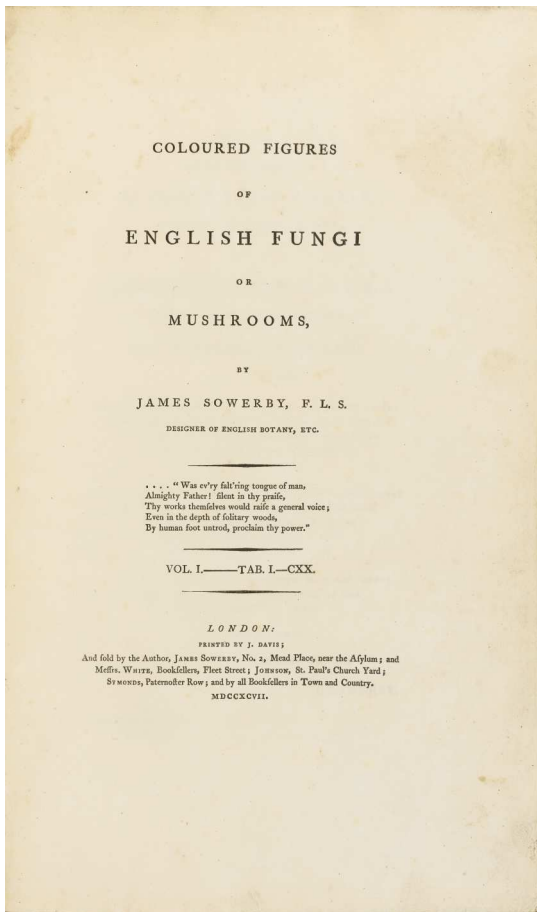 COLOURED FIGURES
OF
ENGLISH FUNGI
OR
MUSHROOMS,
BY
JAMES SOWERBY, F. L. S.
DESIGNER OF ENGLISH BOTANY, ETC.
. . . . “ Was ev'ry falt'ring tongue of man,
Almighty Father! ſilent in thy praiſe,
Thy works themſelves would raiſe a general voice;
Even in the depth of ſolitary woods,
By human foot untrod, proclaim thy power.”
VOL. I.———TAB. I.—CXX.
LONDON:
PRINTED BY J. DAVIS;
And ſold by the Author, JAMES SOWERBY, No. 2, Mead Place, near the Aſylum; and
Meſſrs. WHITE, Bookſellers, Fleet Street; JOHNSON, St. Paul's Church Yard;
SYMONDS, Paternoſter Row; and by all Bookſellers in Town and Country.
MDCCXCVII.